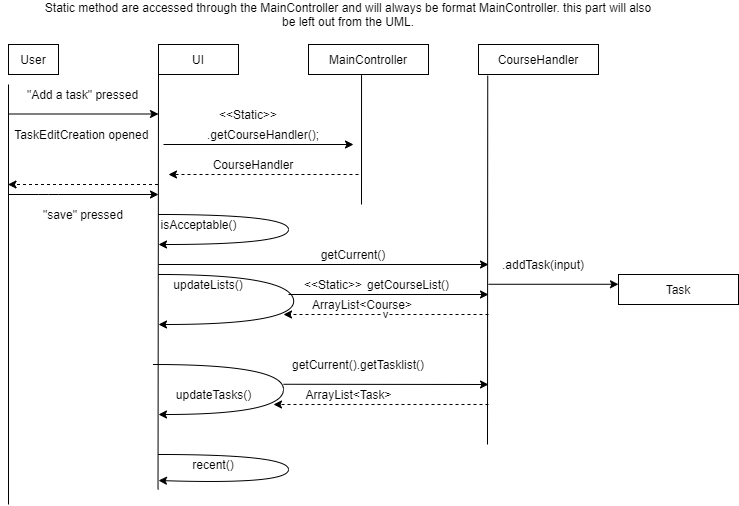 Static method are accessed through the MainController and will always be format MainController. this part will also
be left out from the UML.
User
UI
MainController
CourseHandler
"Add a task" pressed
<<Static>>
TaskEditCreation opened
.getCourseHandler();
CourseHandler
"save" pressed
isAcceptable()
getCurrent()
.addTask(input)
updateLists()
<<Static>> getCourseList()
Task
ArrayList<Course>
v
getCurrent().getTasklist()
updateTasks()
ArrayList<Task>
recent()